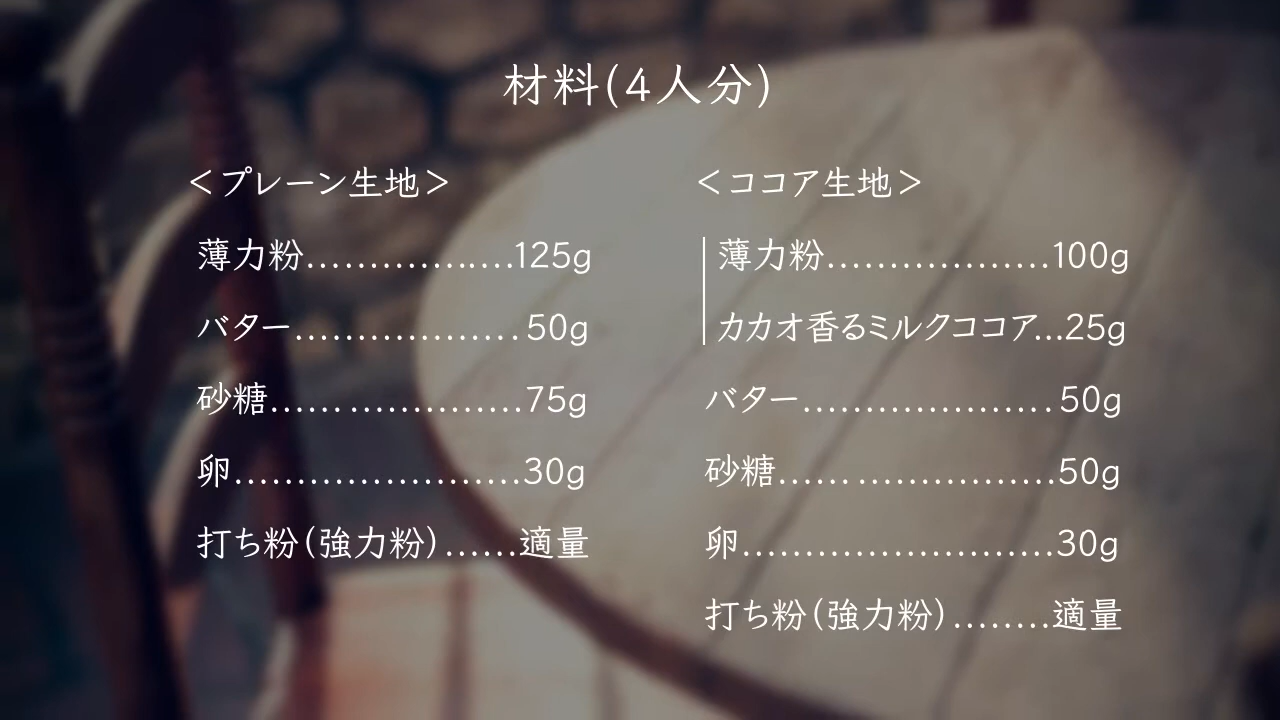 材料(4人分)
＜プレーン生地＞
薄力粉.....................125g
バター..................50g
砂糖....................75g
卵.......................30g
打ち粉(強力粉)......適量
＜ココア生地＞
薄力粉..................100g
カカオ香るミルクココア...25g
バター....................50g
砂糖......................50g
卵.........................30g
打ち粉(強力粉)........適量